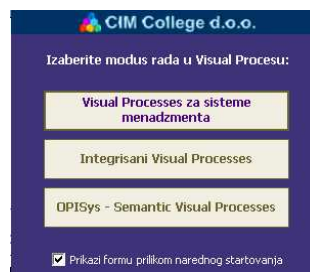 CIM College d.o.o.
Izaberite modus rada u Visual Procesu:
Visual Processes za sisteme
menadzmenta
Integrisani Visual Processes
OPISys - Semantic Visual Processes
Prikazi formu prilikom narednog startovanja